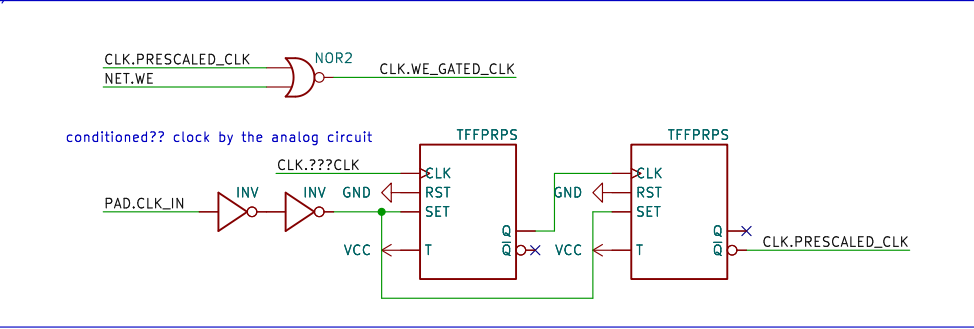 CLK.PRESCALED_CLK
NOR2
NET.WE
CLK.WE_GATED_CLK
conditioned?? clock by the analog circuit
TFFPRPS
TFFPRPS
CLK.???CLK
CLK
CLK
INV
INV
GND
RST
GND
RST
PAD.CLK_IN
SET
SET
Q
Q
CLK.PRESCALED_CLK
VCC
T
Q
VCC
T
Q